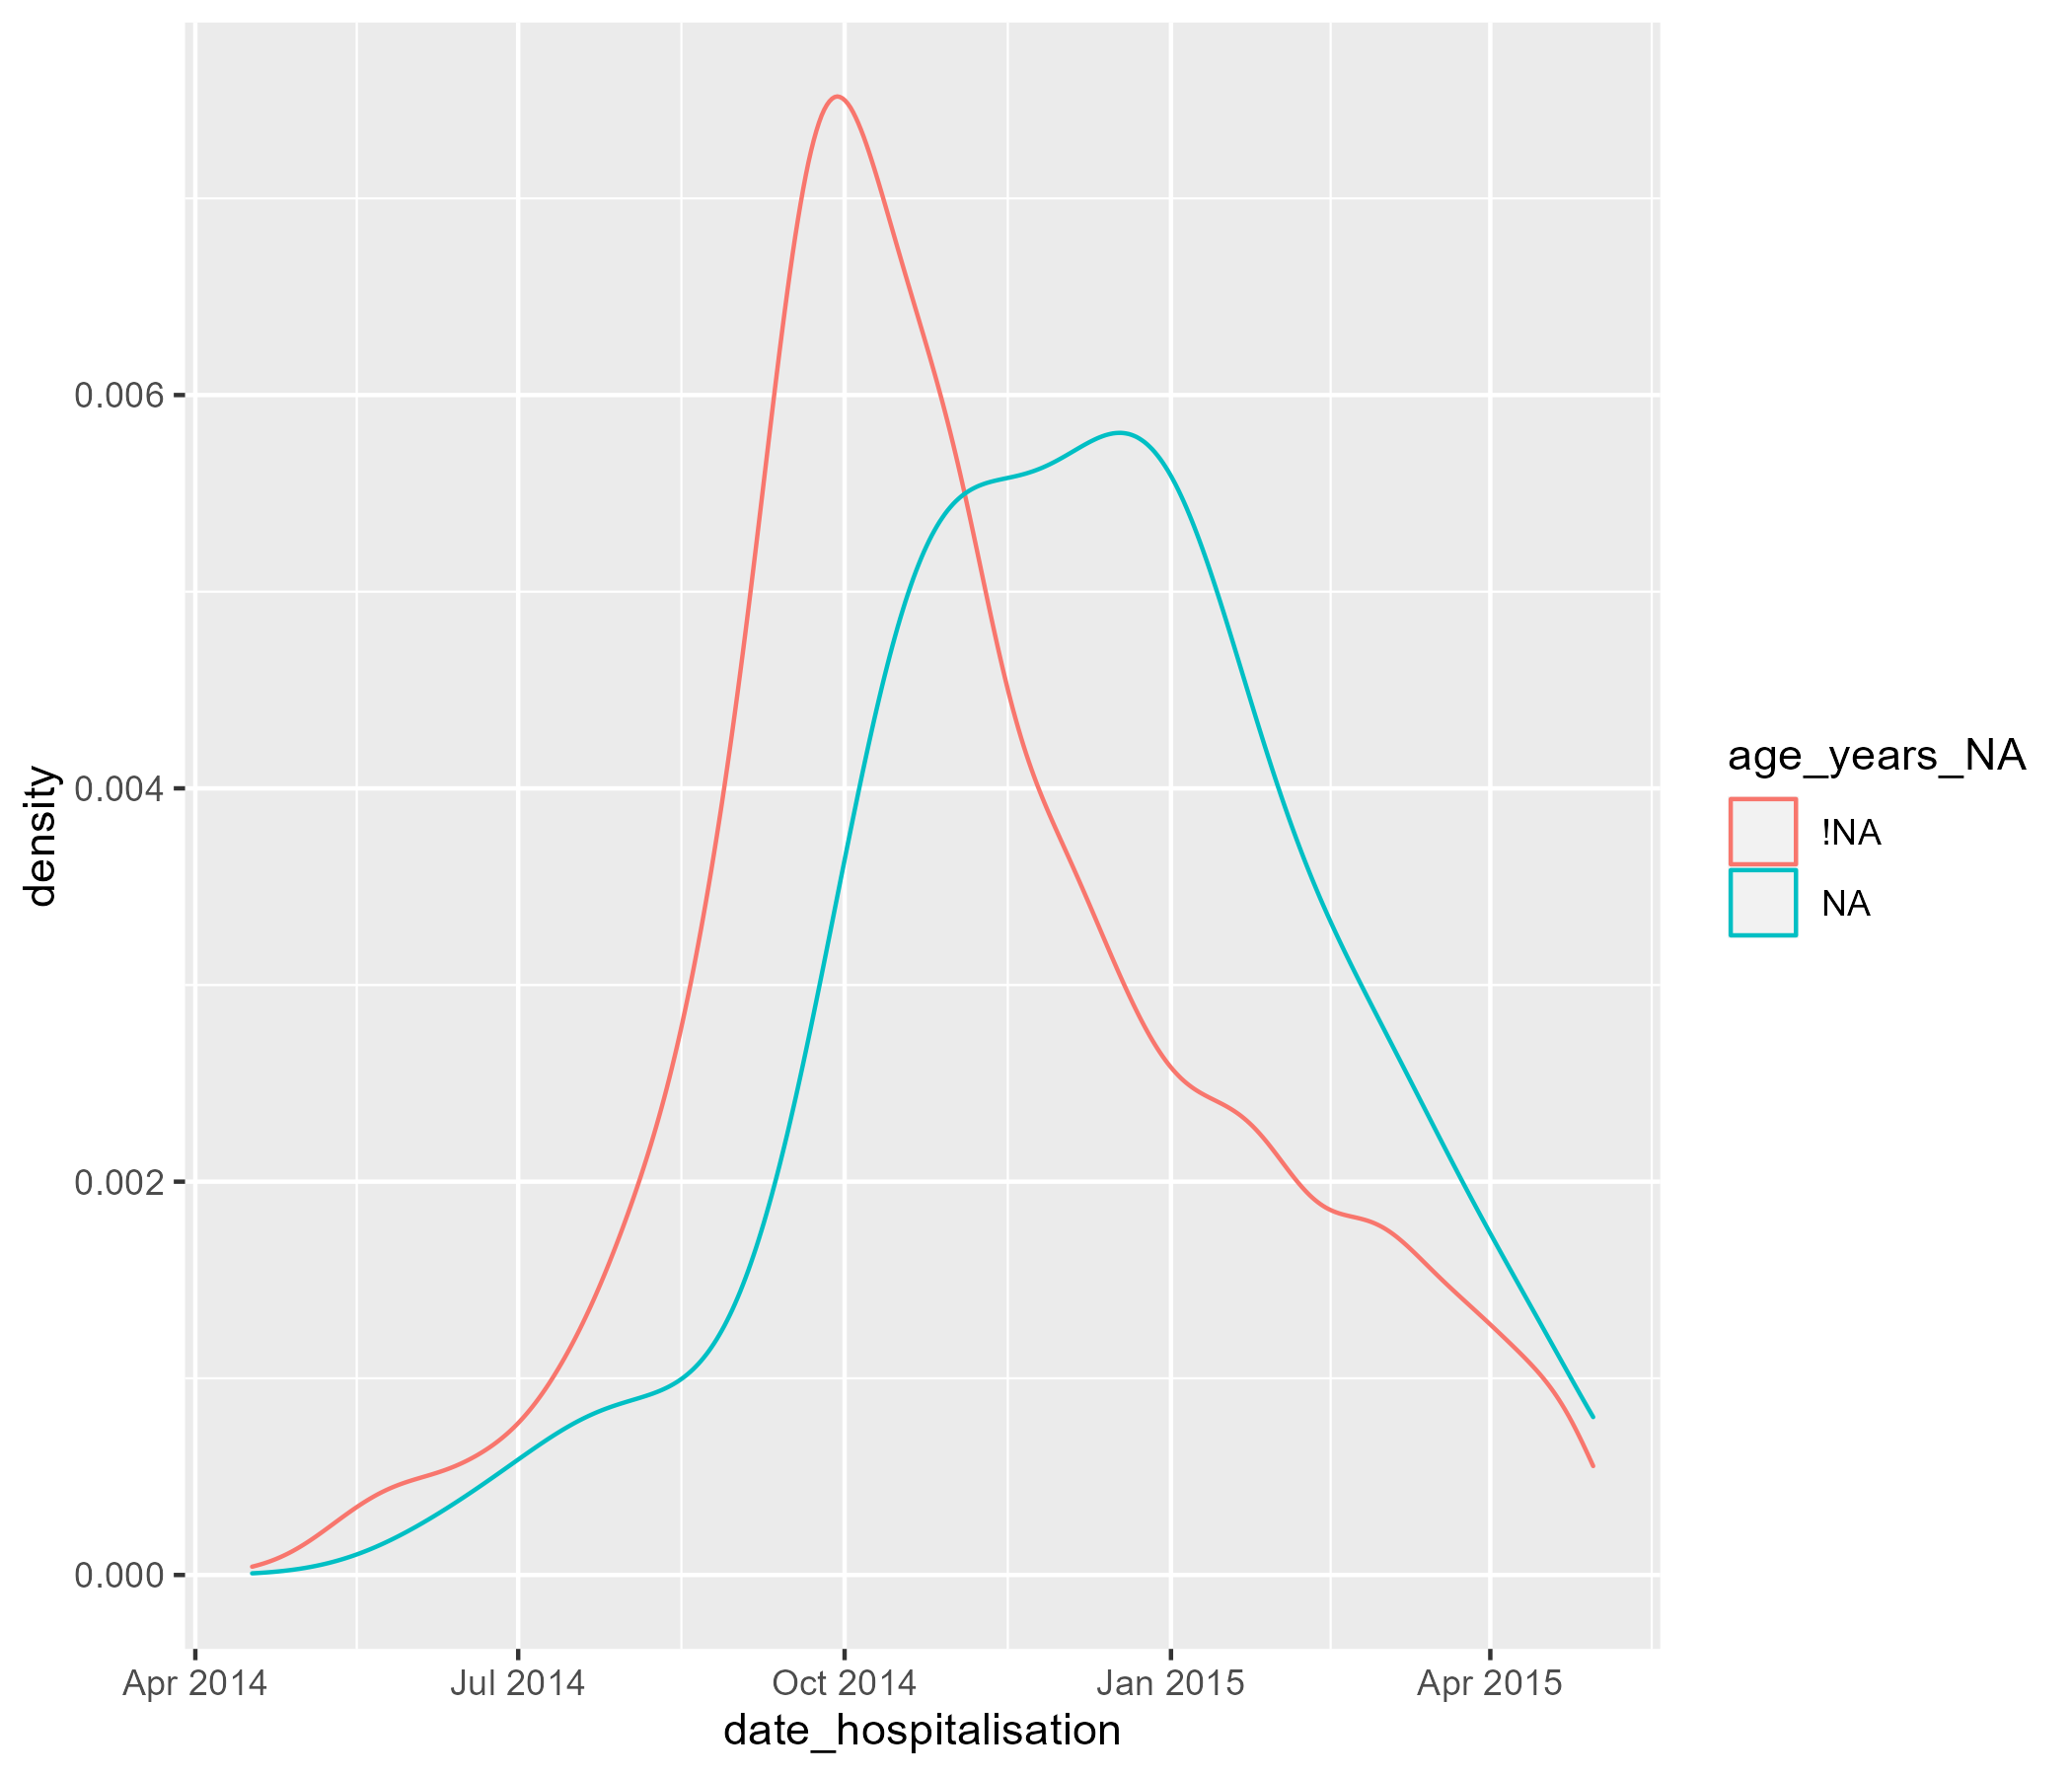 density
0.006
0.004
0.002
0.000
Apr 2014
Jul 2014
Oct 2014
Jan 2015
Apr 2015
date_hospitalisation
age_years_NA
!NA
NA